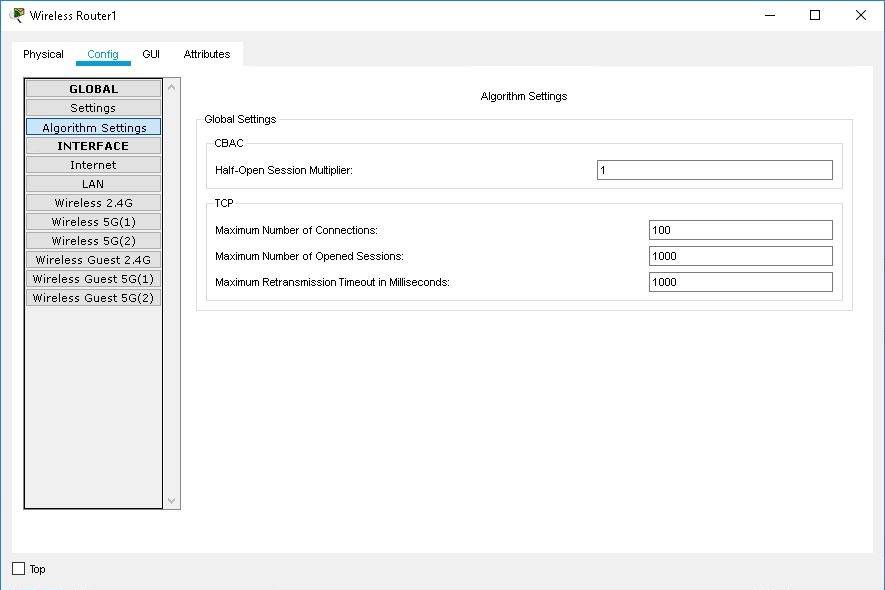 Wireless Router1
Physical Config GUI Attributes
GLOBAL
Settings
Algorithm Settings
INTERFACE
Internet
LAN
Wireless 2.4G
Wireless 5G(1)
Wireless 5G(2)
Wireless Guest 2.4G
Wireless Guest 5G(1)
Wireless Guest 5G(2)
Algorithm Settings
Global Settings
CBAC
Half-Open Session Multiplier: 1
TCP
Maximum Number of Connections: 100
Maximum Number of Opened Sessions: 1000
Maximum Retransmission Timeout in Milliseconds: 1000
Top